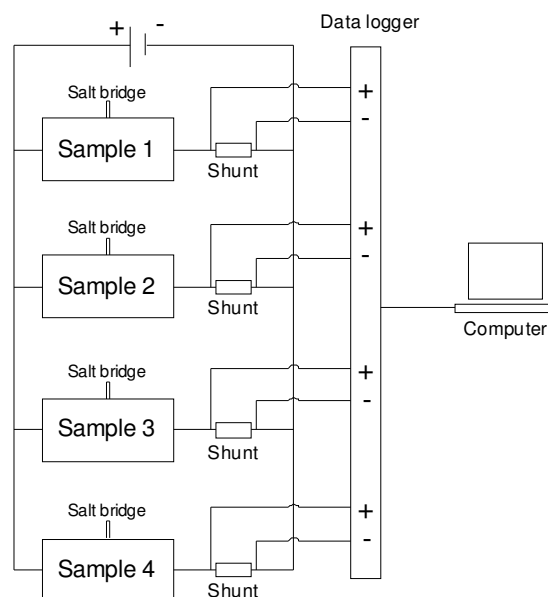 Data logger
+ -
Salt bridge
Sample 1
Shunt
+
-
Salt bridge
Sample 2
Shunt
+
-
Computer
Salt bridge
Sample 3
Shunt
+
-
Salt bridge
Sample 4
Shunt
+
-